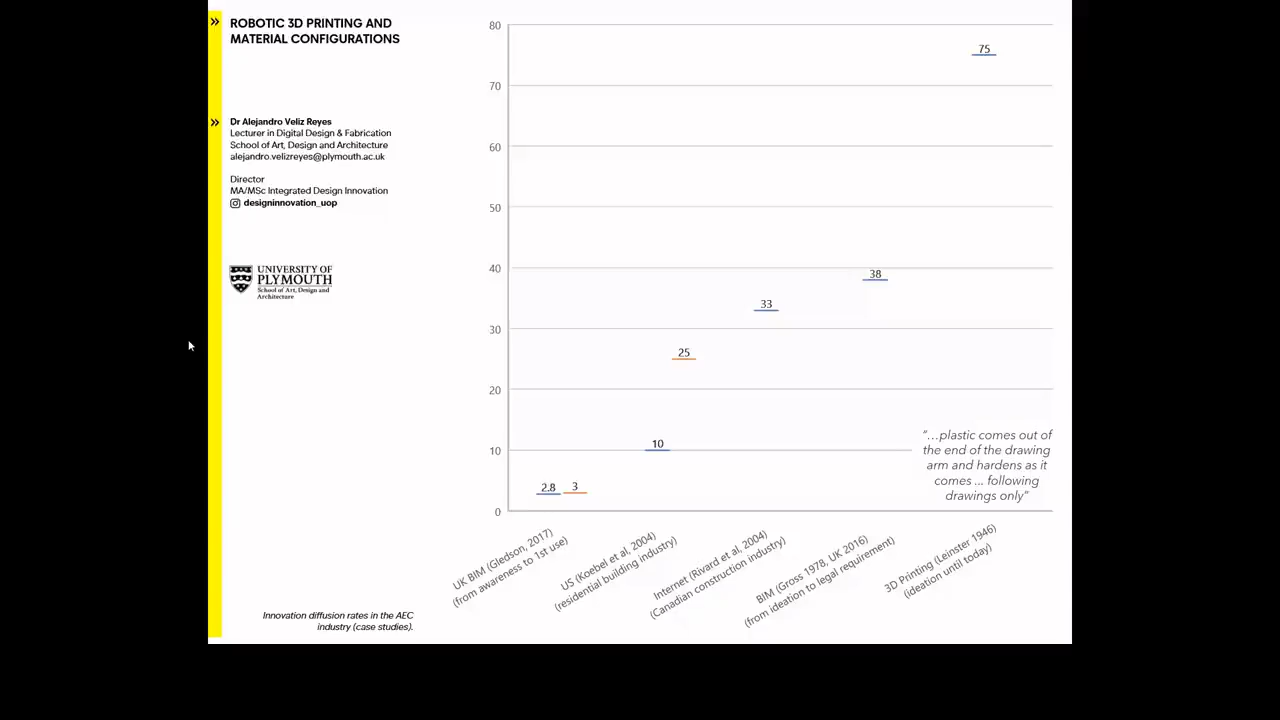 »
ROBOTIC 3D PRINTING AND
MATERIAL CONFIGURATIONS
»
Dr Alejandro Veliz Reyes
Lecturer in Digital Design & Fabrication
School of Art, Design and Architecture
alejandro.velizreyes@plymouth.ac.uk
Director
MA/MSc Integrated Design Innovation
designinnovation_uop
UNIVERSITY OF
PLYMOUTH
School of Art, Design and
Architecture
Innovation diffusion rates in the AEC
industry (case studies).
80
70
60
50
40
30
20
10
0
2.8
3
10
25
33
38
75
"...plastic comes out of
the end of the drawing
arm and hardens as it
comes ... following
drawings only"
UK BIM (Gledson, 2017)
(from awareness to 1st use)
US (Koebel et al, 2004)
(residential building industry)
Internet (Rivard et al, 2004)
(Canadian construction industry)
BIM (Gross 1978, UK 2016)
(from ideation to legal requirement)
3D Printing (Leinster 1946)
(ideation until today)